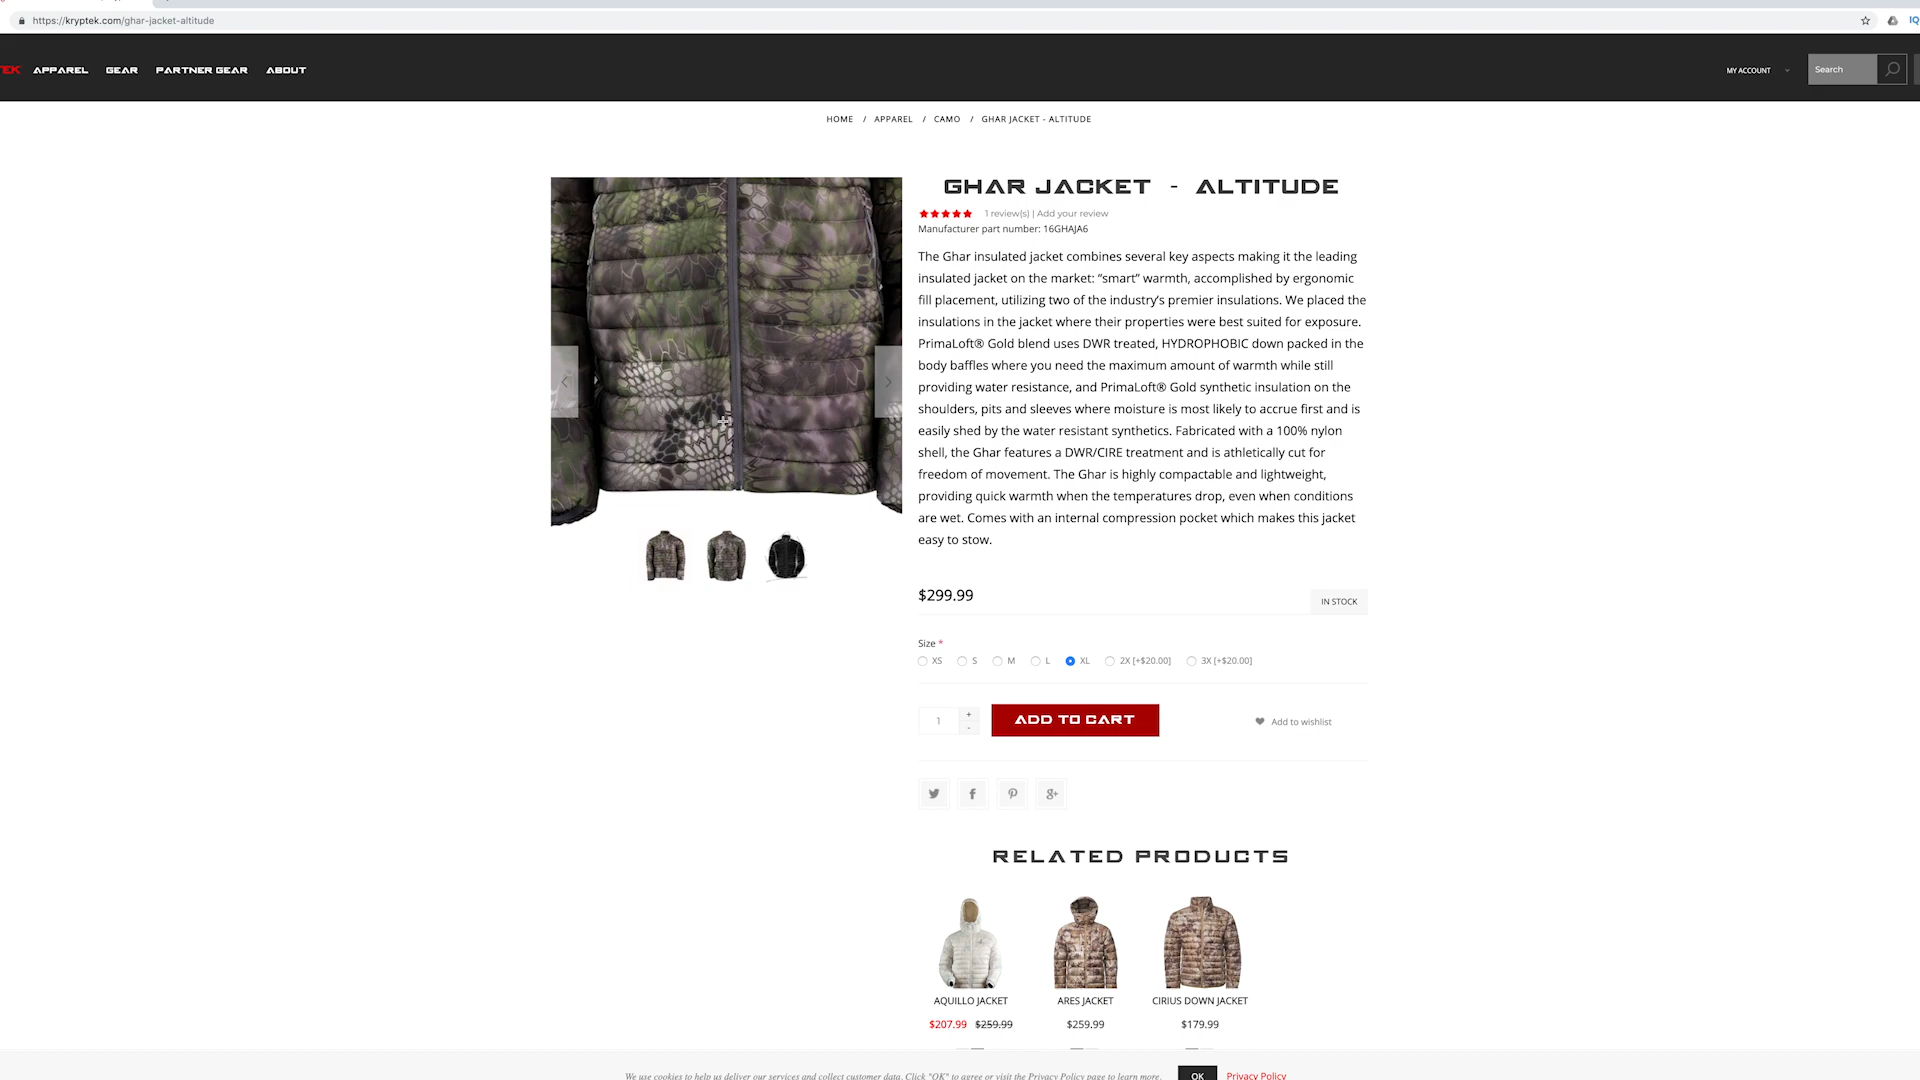 https://kryptek.com/ghar-jacket-altitude
IQ
TEK APPAREL GEAR PARTNER GEAR ABOUT
MY ACCOUNT
Search
HOME / APPAREL / CAMO / GHAR JACKET - ALTITUDE
GHAR JACKET - ALTITUDE
1 review(s) | Add your review
Manufacturer part number: 16GHAJA6
The Ghar insulated jacket combines several key aspects making it the leading
insulated jacket on the market: “smart” warmth, accomplished by ergonomic
fill placement, utilizing two of the industry’s premier insulations. We placed the
insulations in the jacket where their properties were best suited for exposure.
PrimaLoft® Gold blend uses DWR treated, HYDROPHOBIC down packed in the
body baffles where you need the maximum amount of warmth while still
providing water resistance, and PrimaLoft® Gold synthetic insulation on the
shoulders, pits and sleeves where moisture is most likely to accrue first and is
easily shed by the water resistant synthetics. Fabricated with a 100% nylon
shell, the Ghar features a DWR/CIRE treatment and is athletically cut for
freedom of movement. The Ghar is highly compactable and lightweight,
providing quick warmth when the temperatures drop, even when conditions
are wet. Comes with an internal compression pocket which makes this jacket
easy to stow.
$299.99
IN STOCK
Size *
XS S M L XL 2X [+$20.00] 3X [+$20.00]
1 + -
ADD TO CART
Add to wishlist
RELATED PRODUCTS
AQUILLO JACKET ARES JACKET CIRIUS DOWN JACKET
$207.99 $259.99 $259.99 $179.99
We use cookies to help us deliver our services and collect customer data. Click "OK" to agree or visit the Privacy Policy page to learn more. OK Privacy Policy